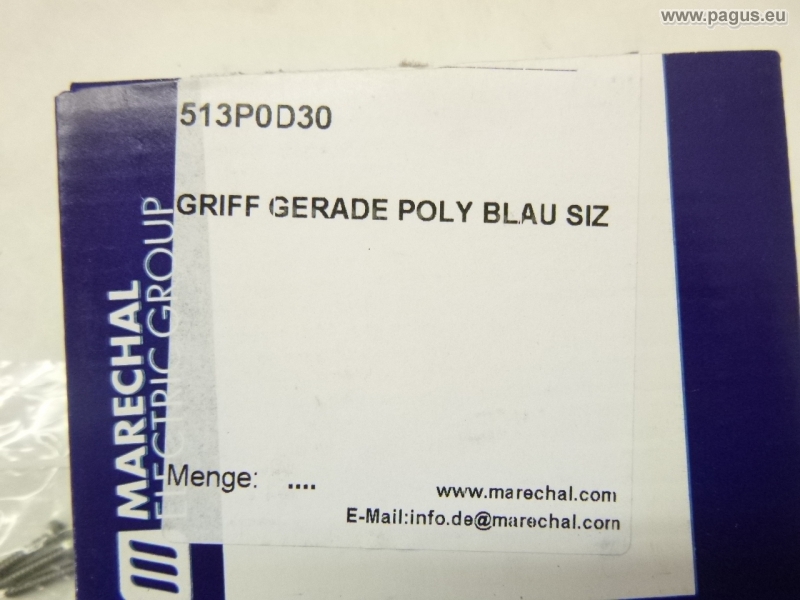 www.pagus.eu
513P0D30
GRIFF GERADE POLY BLAU SIZ
MARECHAL
ELECTRIC GROUP
Menge: ....
www.marechal.com
E-Mail:info.de@marechal.com